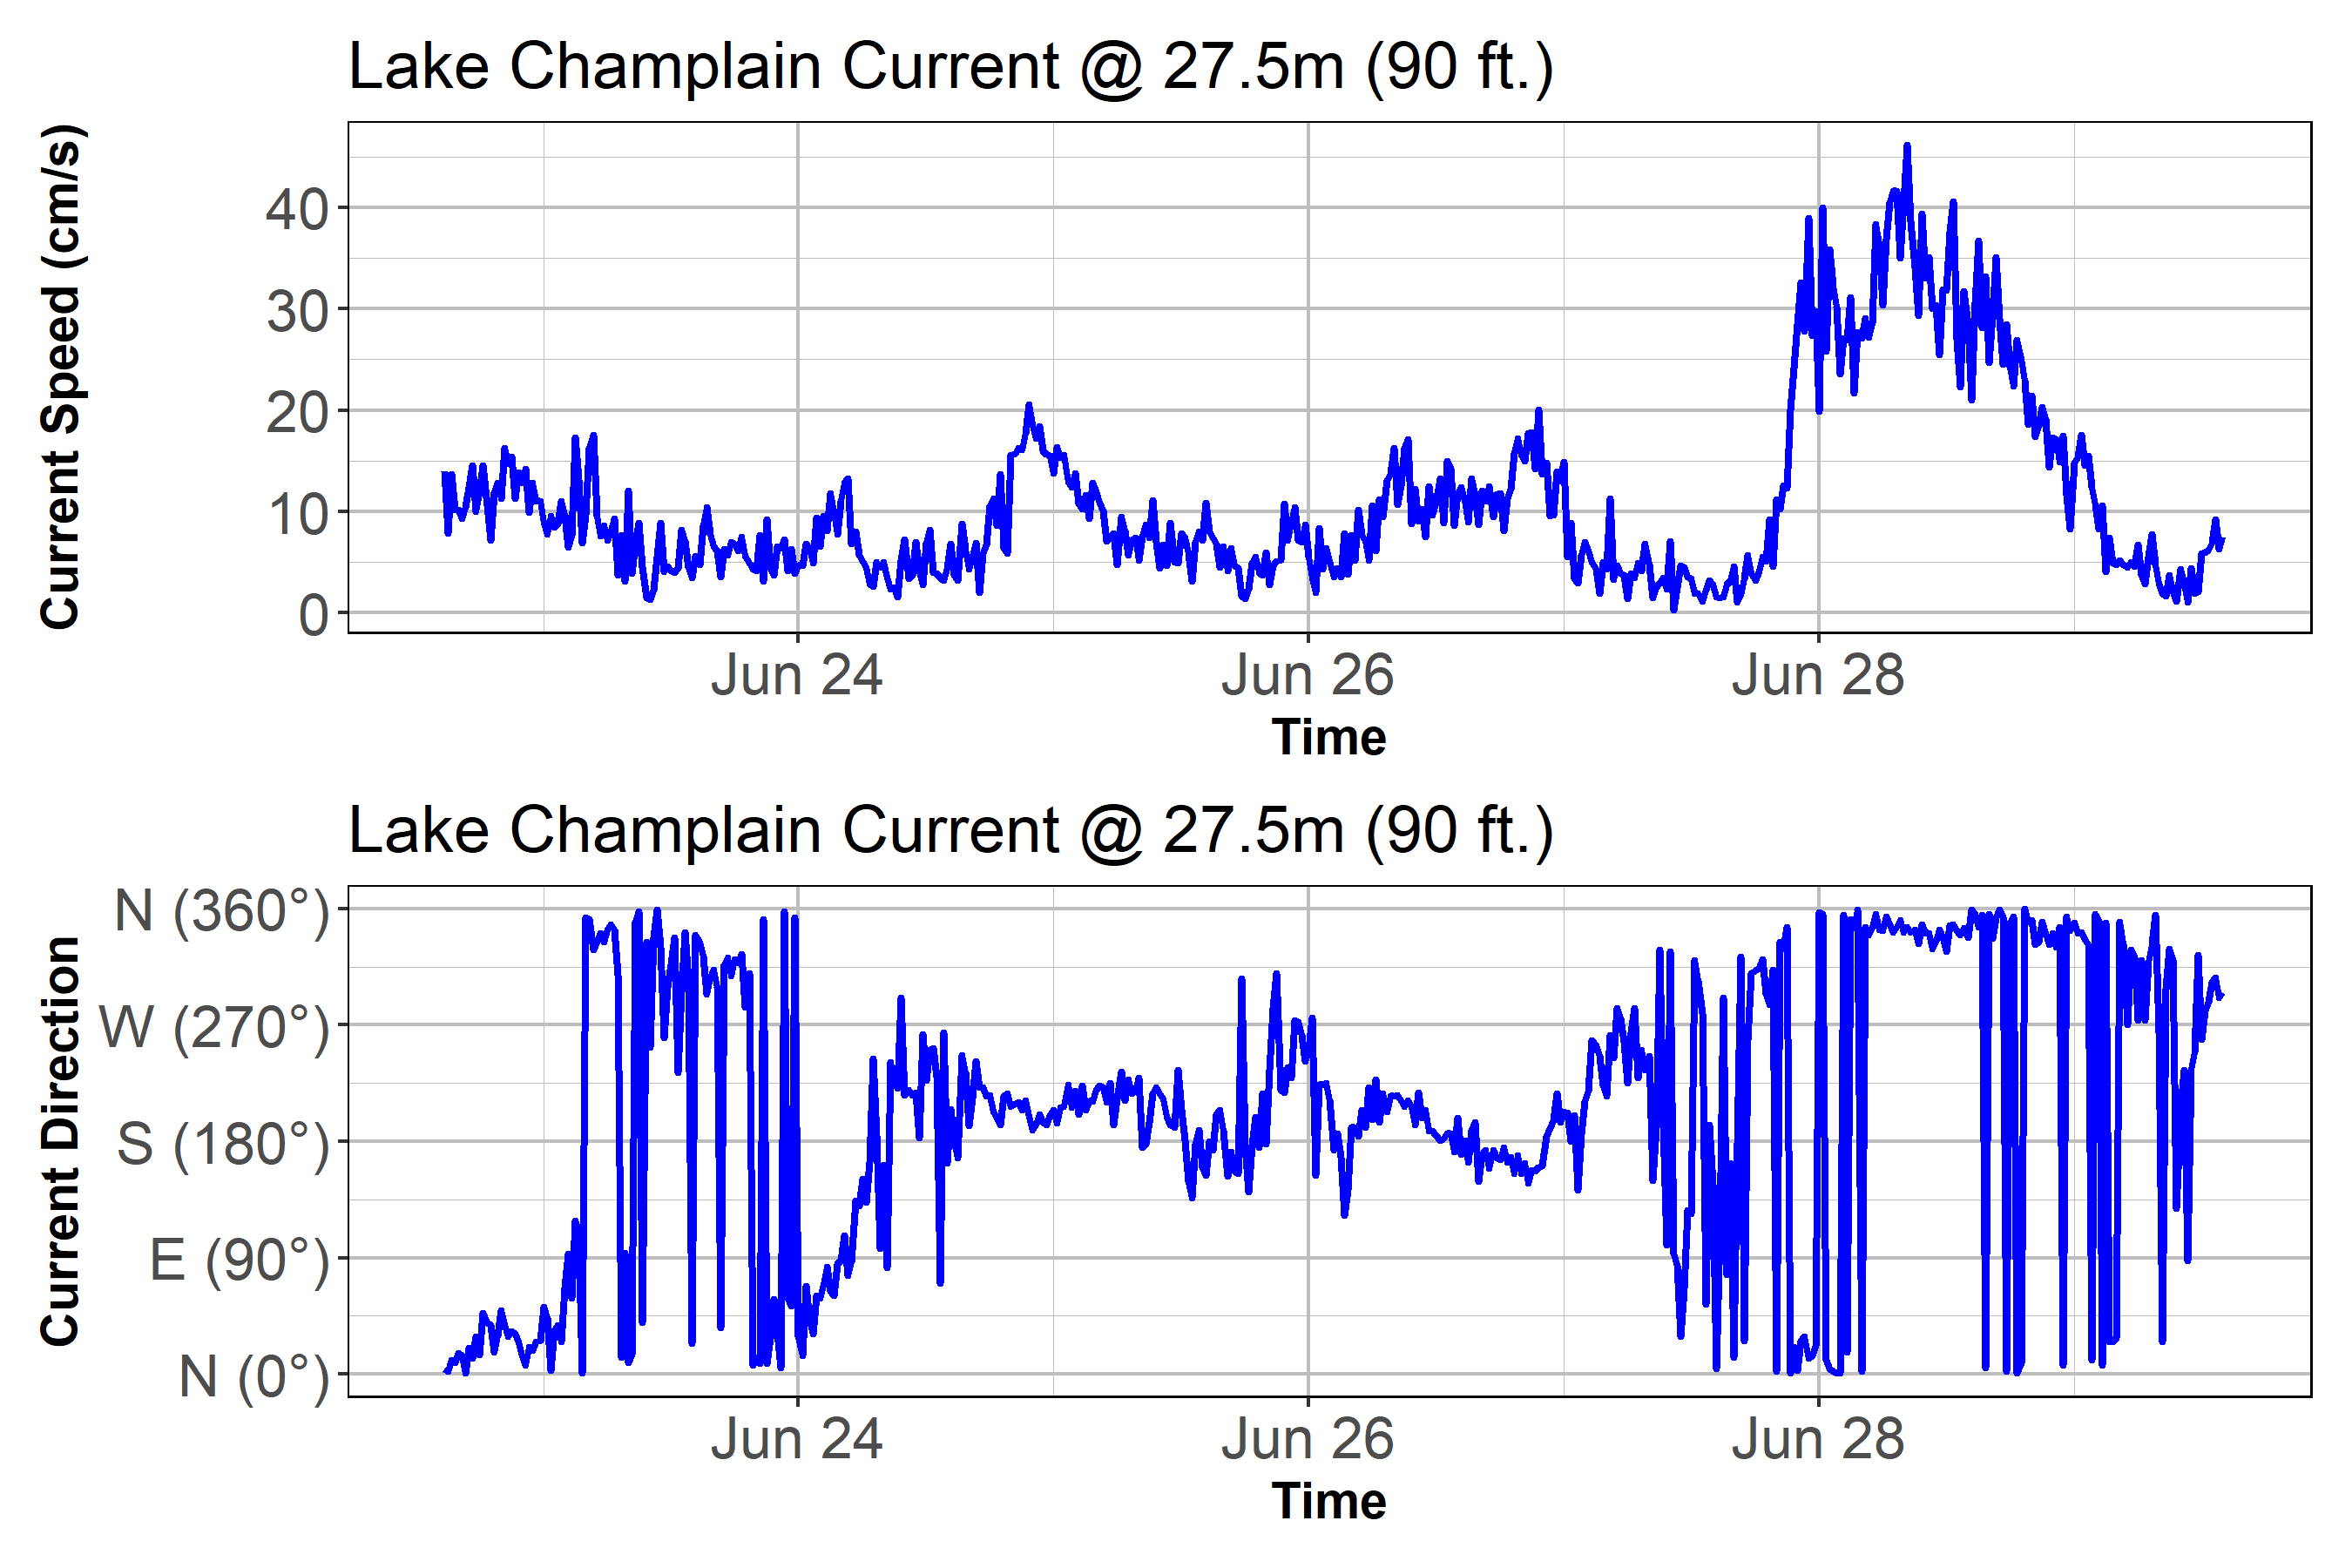 Lake Champlain Current @ 27.5m (90 ft.)
Current Speed (cm/s)
40
30
20
10
0
Jun 24 Jun 26 Jun 28
Time
Lake Champlain Current @ 27.5m (90 ft.)
Current Direction
N (360°)
W (270°)
S (180°)
E (90°)
N (0°)
Jun 24 Jun 26 Jun 28
Time